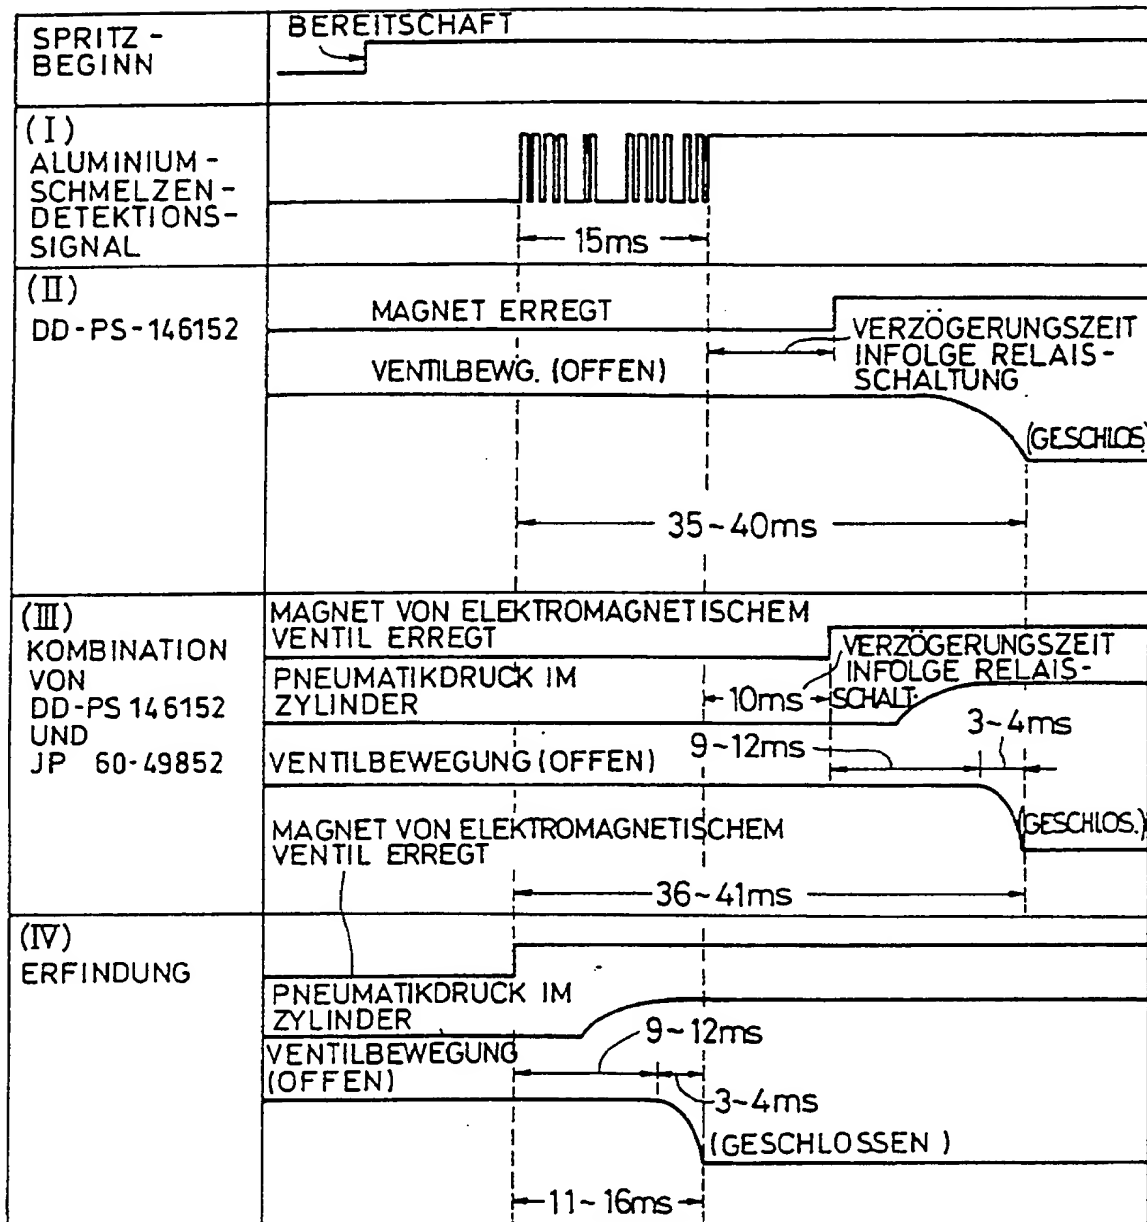 SPRITZ-
BEGINN
BEREITSCHAFT
(I)
ALUMINIUM-
SCHMELZEN-
DETEKTIONS-
SIGNAL
15ms
(II)
DD-PS-146152
MAGNET ERREGT
VERZÖGERUNGSZEIT
INFOLGE RELAIS-
SCHALTUNG
VENTILBEWG. (OFFEN)
(GESCHLOS.)
35~40ms
(III)
KOMBINATION
VON
DD-PS 146152
UND
JP 60-49852
MAGNET VON ELEKTROMAGNETISCHEM
VENTIL ERREGT
VERZÖGERUNGSZEIT
INFOLGE RELAIS-
SCHALT.
PNEUMATIKDRUCK IM
ZYLINDER
10ms
3~4ms
9~12ms
VENTILBEWEGUNG (OFFEN)
(GESCHLOS.)
MAGNET VON ELEKTROMAGNETISCHEM
VENTIL ERREGT
36~41ms
(IV)
ERFINDUNG
PNEUMATIKDRUCK IM
ZYLINDER
9~12ms
VENTILBEWEGUNG
(OFFEN)
3~4ms
(GESCHLOSSEN)
11~16ms